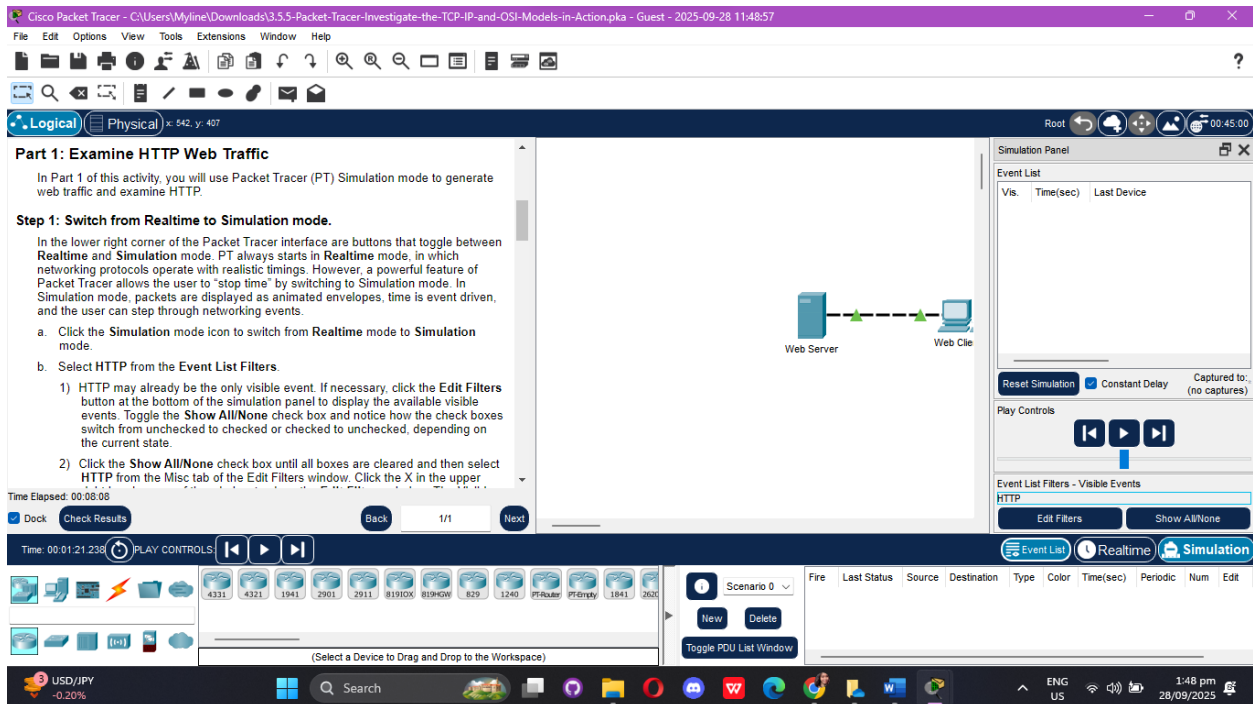 Cisco Packet Tracer - C:\Users\Myline\Downloads\3.5.5-Packet-Tracer-Investigate-the-TCP-IP-and-OSI-Models-in-Action.pka - Guest - 2025-09-28 11:48:57
File Edit Options View Tools Extensions Window Help
Logical Physical x: 542, y: 407
Root 00:45:00
Part 1: Examine HTTP Web Traffic
In Part 1 of this activity, you will use Packet Tracer (PT) Simulation mode to generate
web traffic and examine HTTP.
Step 1: Switch from Realtime to Simulation mode.
In the lower right corner of the Packet Tracer interface are buttons that toggle between
Realtime and Simulation mode. PT always starts in Realtime mode, in which
networking protocols operate with realistic timings. However, a powerful feature of
Packet Tracer allows the user to “stop time” by switching to Simulation mode. In
Simulation mode, packets are displayed as animated envelopes, time is event driven,
and the user can step through networking events.
a. Click the Simulation mode icon to switch from Realtime mode to Simulation
mode.
b. Select HTTP from the Event List Filters.
1) HTTP may already be the only visible event. If necessary, click the Edit Filters
button at the bottom of the simulation panel to display the available visible
events. Toggle the Show All/None check box and notice how the check boxes
switch from unchecked to checked or checked to unchecked, depending on
the current state.
2) Click the Show All/None check box until all boxes are cleared and then select
HTTP from the Misc tab of the Edit Filters window. Click the X in the upper
Time Elapsed: 00:08:08
Dock Check Results Back 1/1 Next
Web Server
Web Clie
Simulation Panel
Event List
Vis. Time(sec) Last Device
Reset Simulation Constant Delay Captured to:
(no captures)
Play Controls
Event List Filters - Visible Events
HTTP
Edit Filters Show All/None
Time: 00:01:21.238 PLAY CONTROLS:
Event List Realtime Simulation
4331 4321 1941 2901 2911 819IOX 819HGW 829 1240 PT-Router PT-Empty 1841 2620
(Select a Device to Drag and Drop to the Workspace)
Scenario 0
New Delete
Toggle PDU List Window
Fire Last Status Source Destination Type Color Time(sec) Periodic Num Edit
3
USD/JPY
-0.20%
Search
ENG
US
1:48 pm
28/09/2025